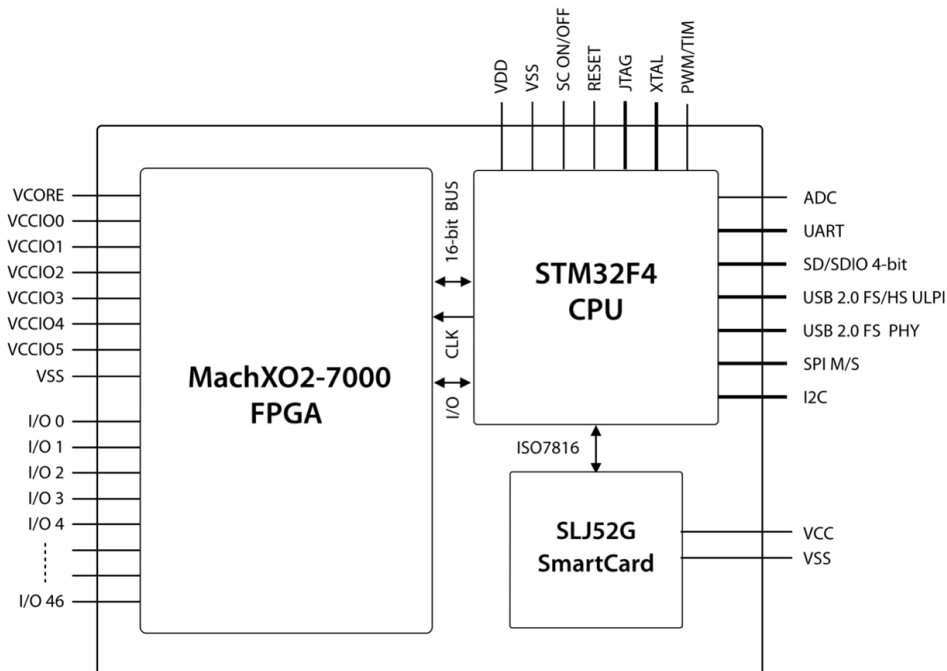 VDD
VSS
SC ON/OFF
RESET
JTAG
XTAL
PWM/TIM
VCORE
VCCIO0
VCCIO1
VCCIO2
VCCIO3
VCCIO4
VCCIO5
VSS
I/O 0
I/O 1
I/O 2
I/O 3
I/O 4
I/O 46
MachXO2-7000
FPGA
16-bit BUS
CLK
I/O
STM32F4
CPU
ADC
UART
SD/SDIO 4-bit
USB 2.0 FS/HS ULPI
USB 2.0 FS PHY
SPI M/S
I2C
ISO7816
SLJ52G
SmartCard
VCC
VSS